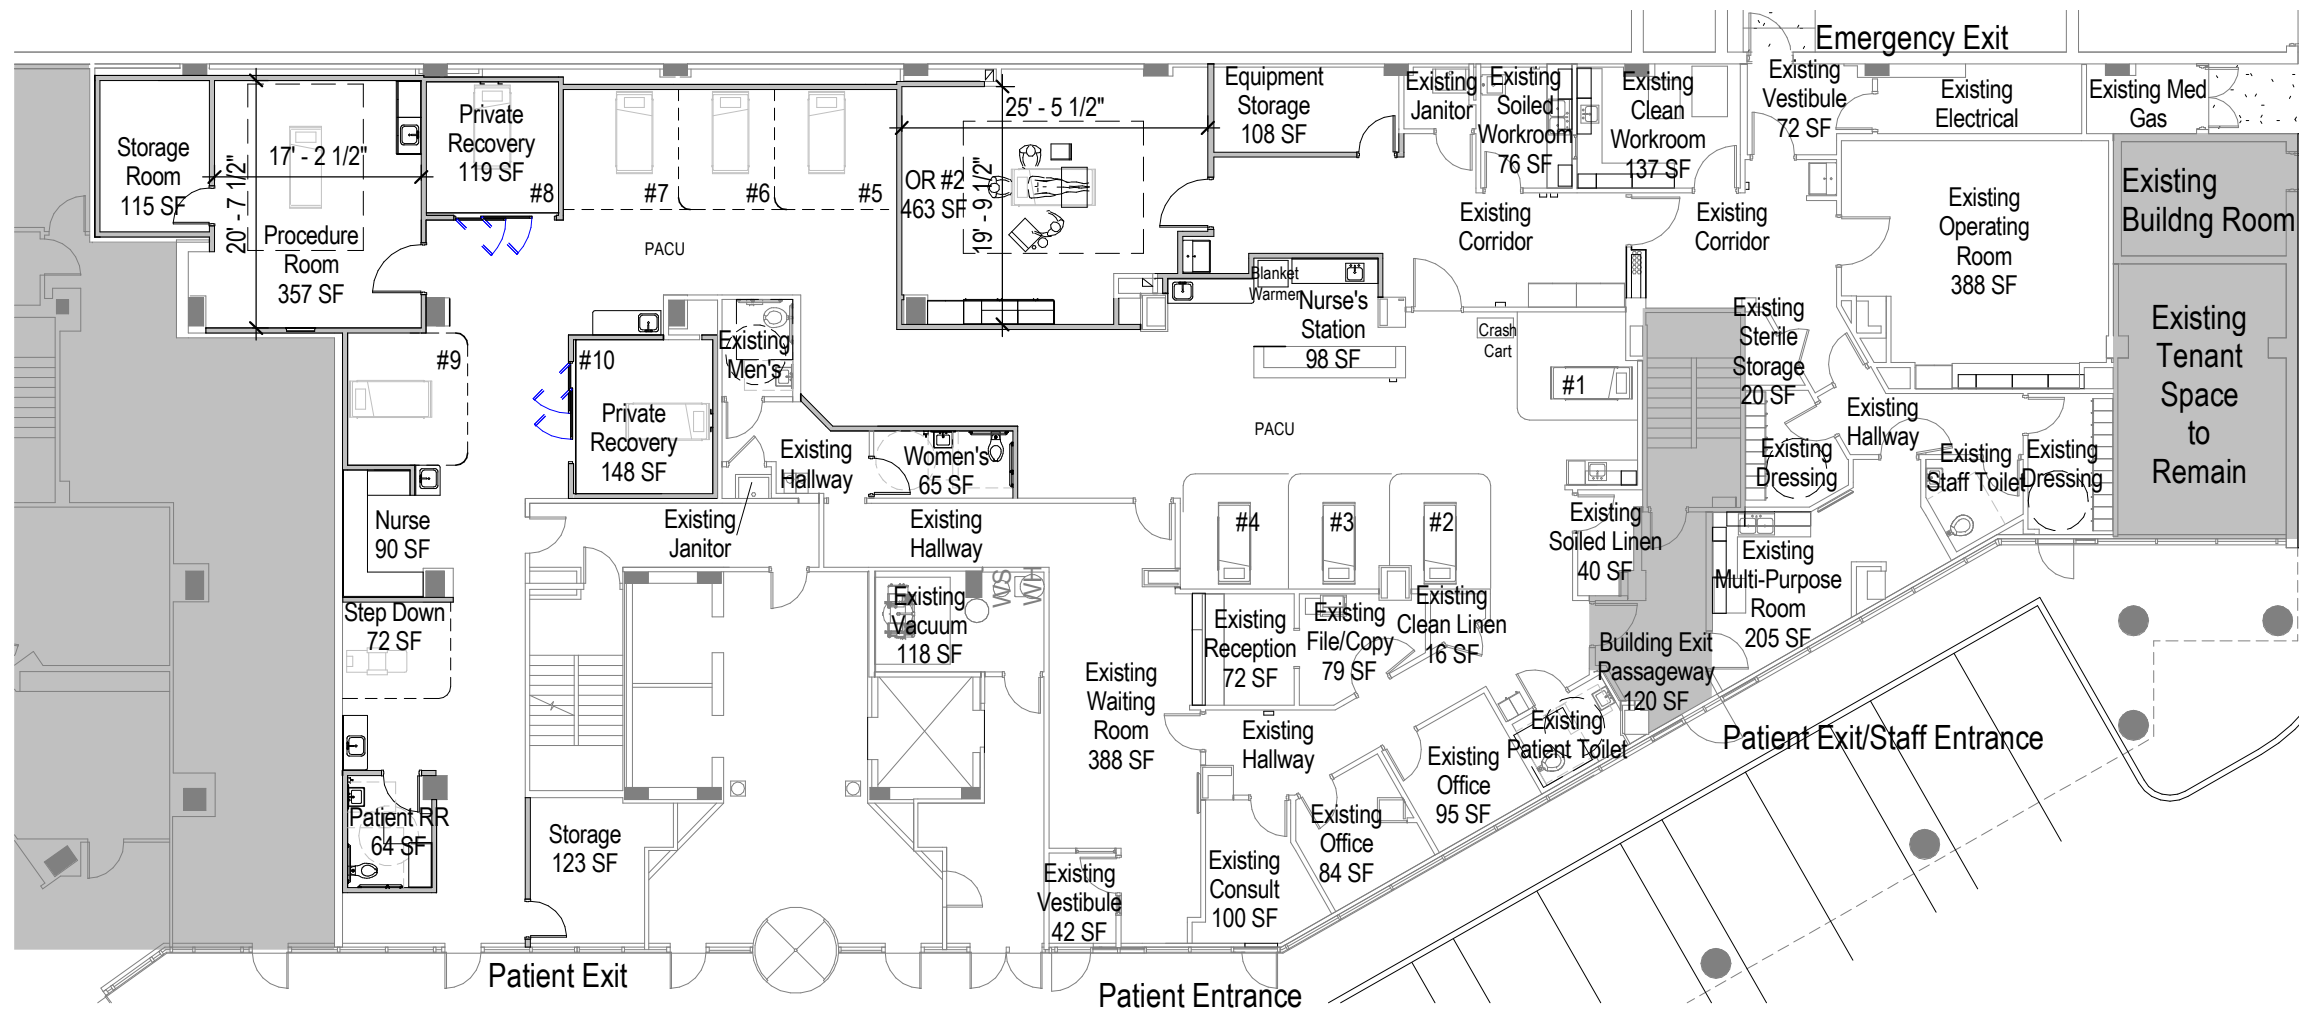 Emergency Exit
Storage
Room
115 SF
17' - 2 1/2"
20' - 7 1/2"
Procedure
Room
357 SF
Private
Recovery
119 SF
#8
#7
#6
#5
PACU
OR #2
463 SF
25' - 5 1/2"
19' - 9 1/2"
Equipment
Storage
108 SF
Existing
Janitor
Existing
Soiled
Workroom
76 SF
Existing
Clean
Workroom
137 SF
Existing
Vestibule
72 SF
Existing
Electrical
Existing Med
Gas
Existing
Buildng Room
Existing
Corridor
Existing
Corridor
Existing
Operating
Room
388 SF
Existing
Tenant
Space
to
Remain
Blanket
Warmer
Nurse's
Station
98 SF
Crash
Cart
#1
Existing
Sterile
Storage
20 SF
#9
#10
Private
Recovery
148 SF
Existing
Men's
Existing
Hallway
Women's
65 SF
PACU
Existing
Hallway
Existing
Dressing
Existing
Staff Toilet
Existing
Dressing
Nurse
90 SF
Existing
Janitor
Existing
Hallway
#4
#3
#2
Existing
Soiled Linen
40 SF
Existing
Multi-Purpose
Room
205 SF
Step Down
72 SF
Existing
Vacuum
118 SF
Existing
Reception
72 SF
Existing
File/Copy
79 SF
Existing
Clean Linen
16 SF
Building Exit
Passageway
120 SF
Existing
Waiting
Room
388 SF
Existing
Hallway
Existing
Office
95 SF
Existing
Patient Toilet
Patient Exit/Staff Entrance
Patient RR
64 SF
Storage
123 SF
Existing
Vestibule
42 SF
Existing
Consult
100 SF
Existing
Office
84 SF
Patient Exit
Patient Entrance